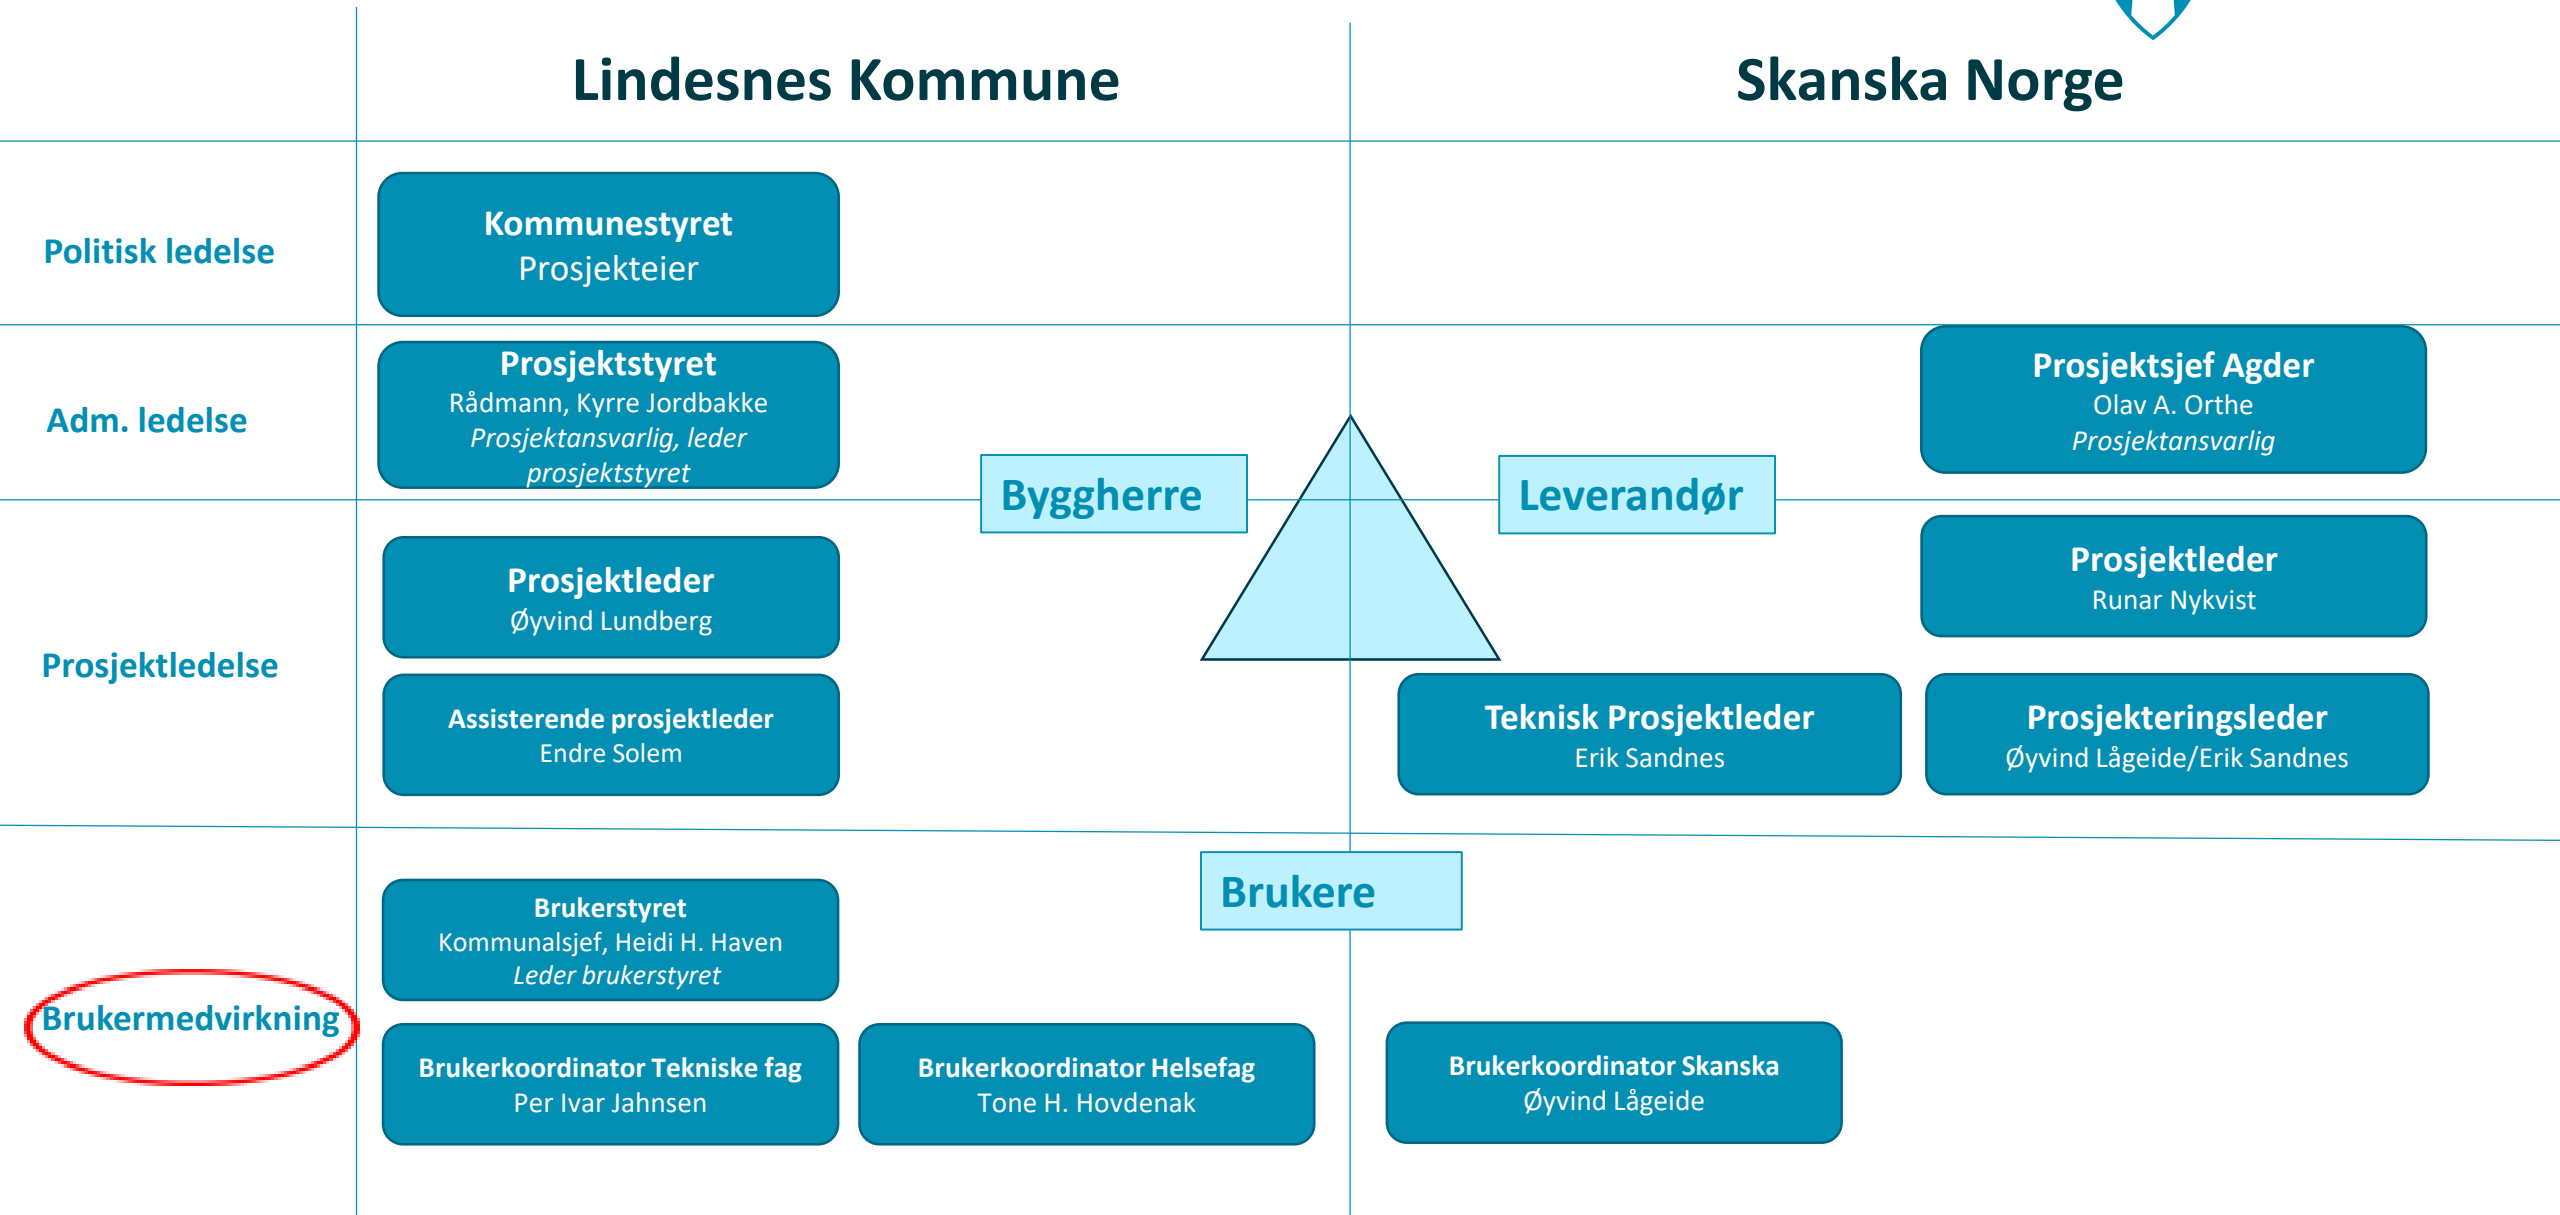 Lindesnes Kommune
Skanska Norge
Politisk ledelse
Kommunestyret
Prosjekteier
Adm. ledelse
Prosjektstyret
Rådmann, Kyrre Jordbakke
Prosjektansvarlig, leder
prosjektstyret
Prosjektsjef Agder
Olav A. Orthe
Prosjektansvarlig
Byggherre
Leverandør
Prosjektledelse
Prosjektleder
Øyvind Lundberg
Prosjektleder
Runar Nykvist
Assisterende prosjektleder
Endre Solem
Teknisk Prosjektleder
Erik Sandnes
Prosjekteringsleder
Øyvind Lågeide/Erik Sandnes
Brukere
Brukermedvirkning
Brukerstyret
Kommunalsjef, Heidi H. Haven
Leder brukerstyret
Brukerkoordinator Tekniske fag
Per Ivar Jahnsen
Brukerkoordinator Helsefag
Tone H. Hovdenak
Brukerkoordinator Skanska
Øyvind Lågeide